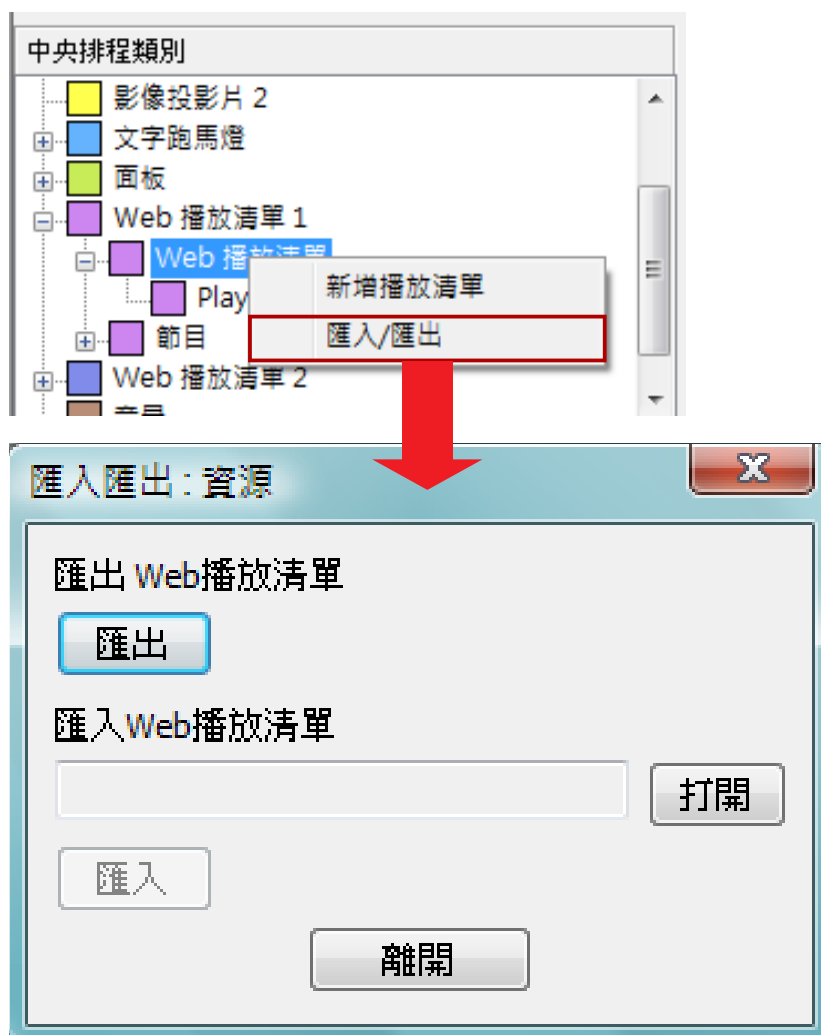 中央排程類別
影像投影片 2
文字跑馬燈
面板
Web 播放清單 1
Web 播放清單
新增播放清單
Play
匯入/匯出
節目
Web 播放清單 2
匯入匯出 : 資源
匯出 Web播放清單
匯出
匯入Web播放清單
打開
匯入
離開